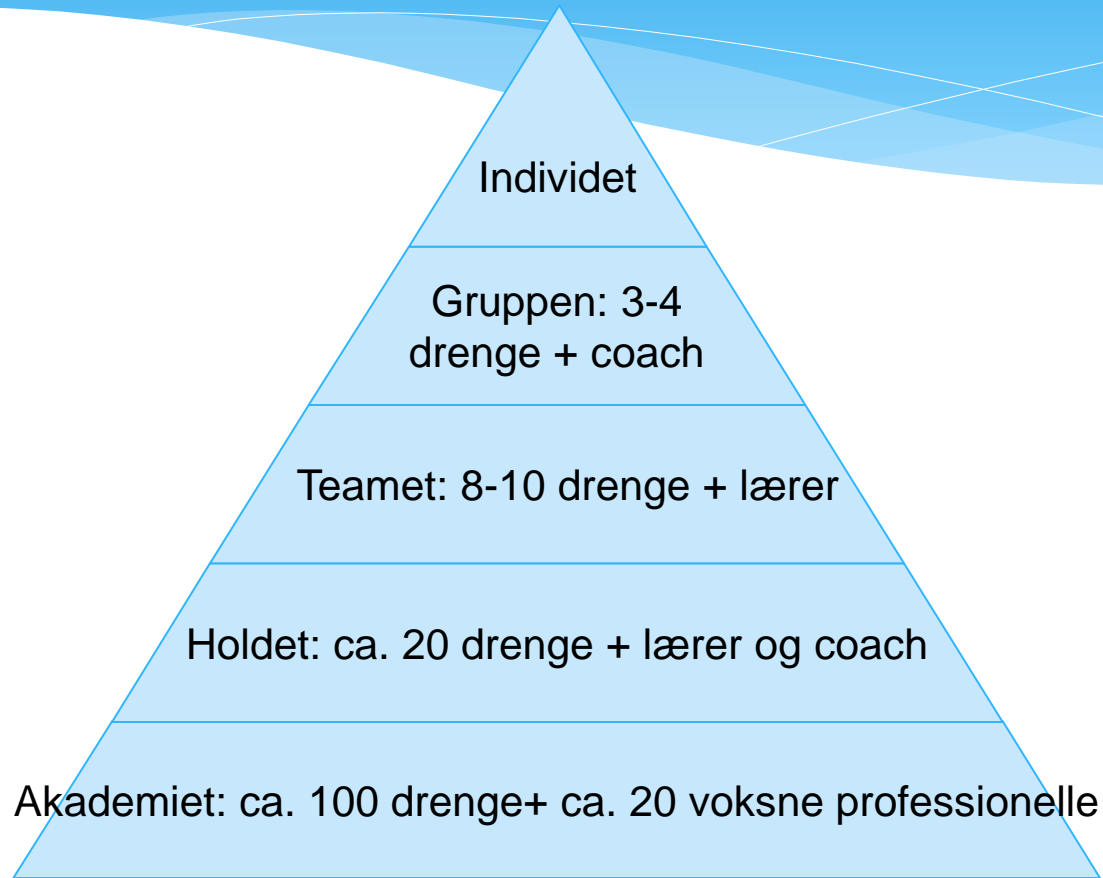 Individet
Gruppen: 3-4
drenge + coach
Teamet: 8-10 drenge + lærer
Holdet: ca. 20 drenge + lærer og coach
Akademiet: ca. 100 drenge+ ca. 20 voksne professionelle